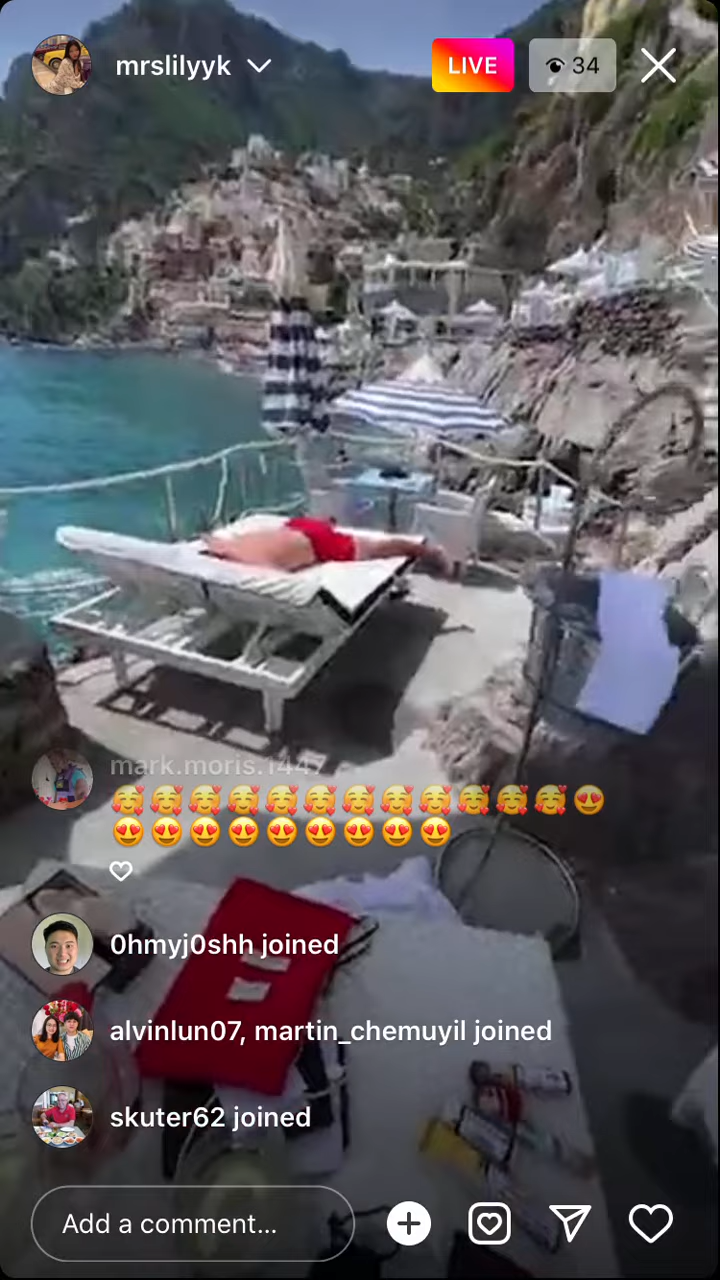 mrslilyyk
LIVE
34
mark.moris.1447
🥰🥰🥰🥰🥰🥰🥰🥰🥰🥰🥰🥰😍
😍😍😍😍😍😍😍😍😍
0hmyj0shh joined
alvinlun07, martin_chemuyil joined
skuter62 joined
Add a comment...